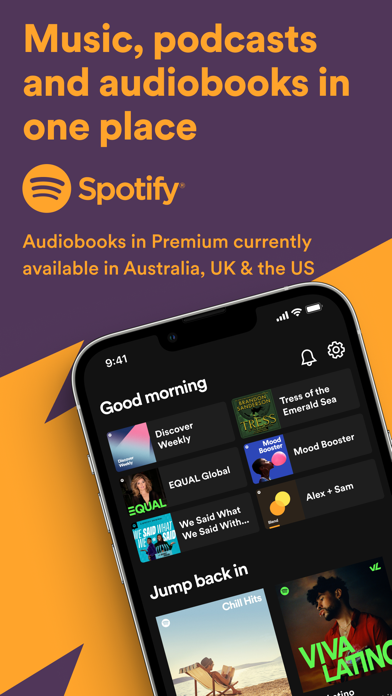 Music, podcasts
and audiobooks in
one place
Spotify®
Audiobooks in Premium currently
available in Australia, UK & the US
9:41
Good morning
Discover
Weekly
Discover
Weekly
BRANDON
SANDERSON
TRESS
Tress of the
Emerald Sea
EQUAL
EQUAL Global
Mood
Booster
Mood Booster
WE SAID WHAT
WE SAID
We Said What
We Said With...
Blend
Alex + Sam
Jump back in
Chill Hits
VL
VIVA
LATINO
Latino